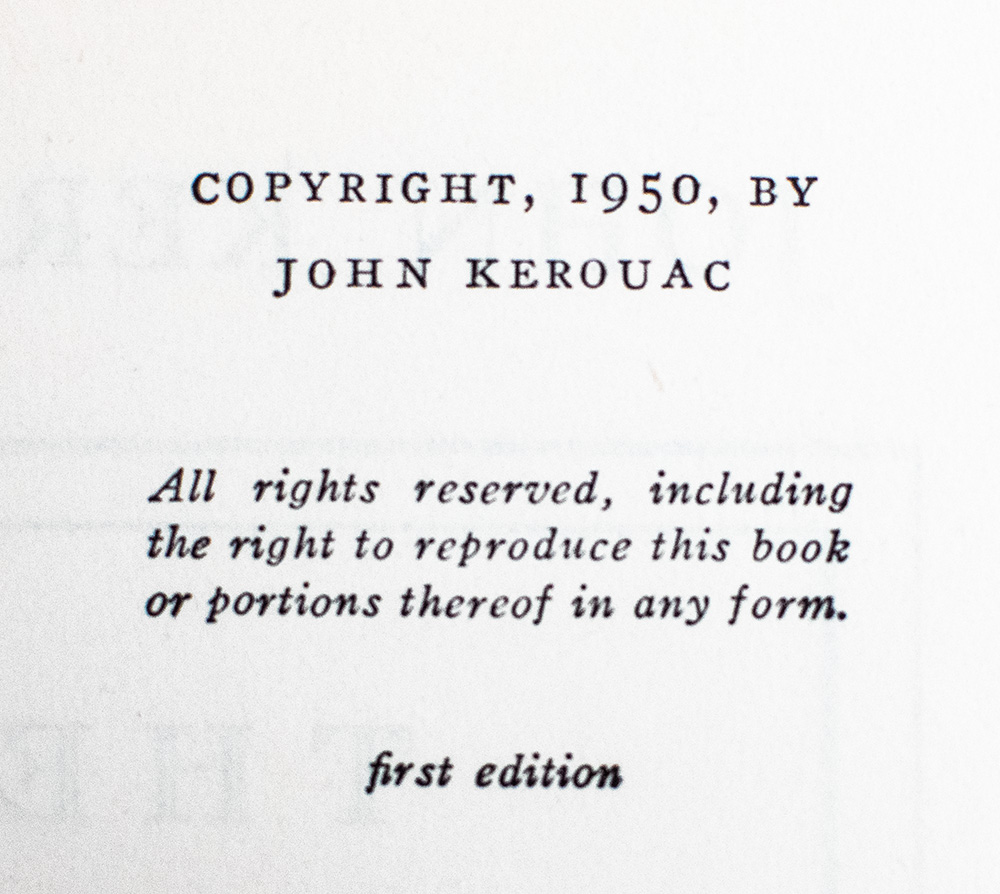 COPYRIGHT, 1950, BY
JOHN KEROUAC
All rights reserved, including
the right to reproduce this book
or portions thereof in any form.
first edition